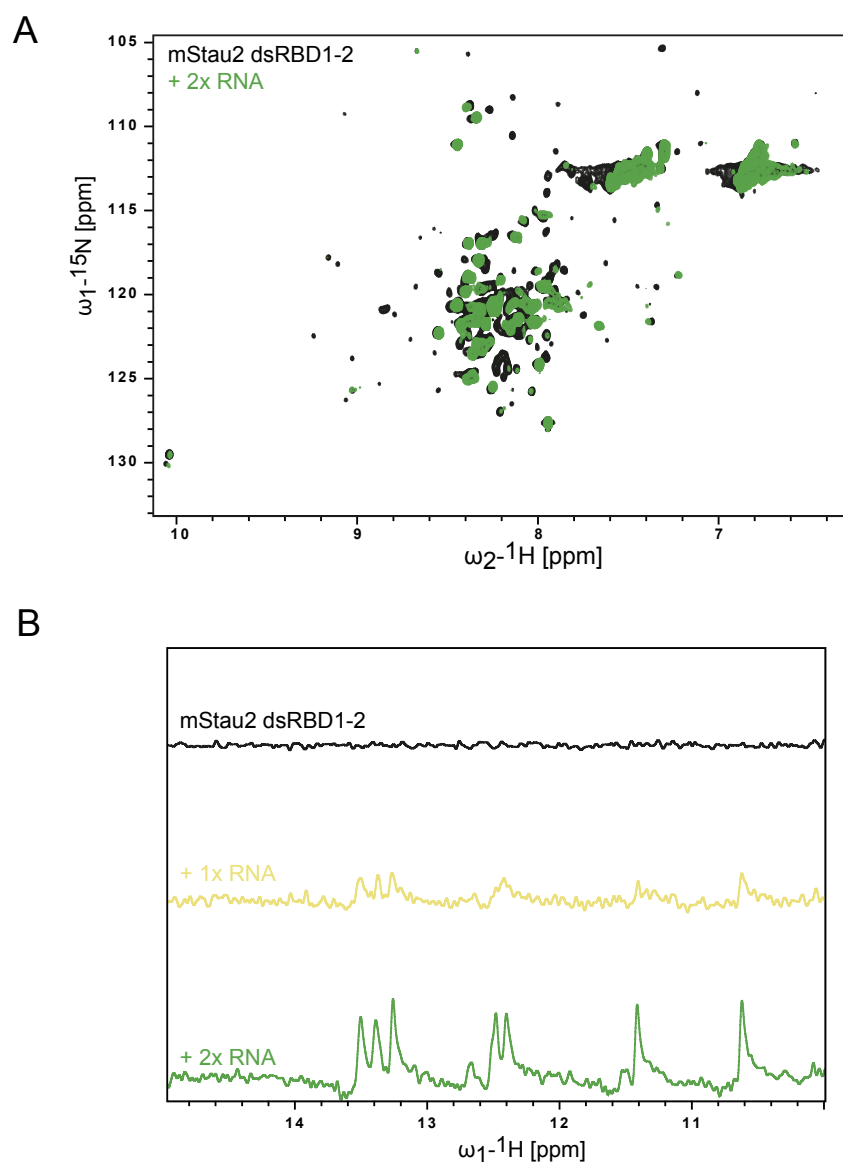 A
mStau2 dsRBD1-2
+ 2x RNA
105
110
115
120
125
130
ω1-15N [ppm]
10 9 8 7
ω2-1H [ppm]
B
mStau2 dsRBD1-2
+ 1x RNA
+ 2x RNA
14 13 12 11
ω1-1H [ppm]